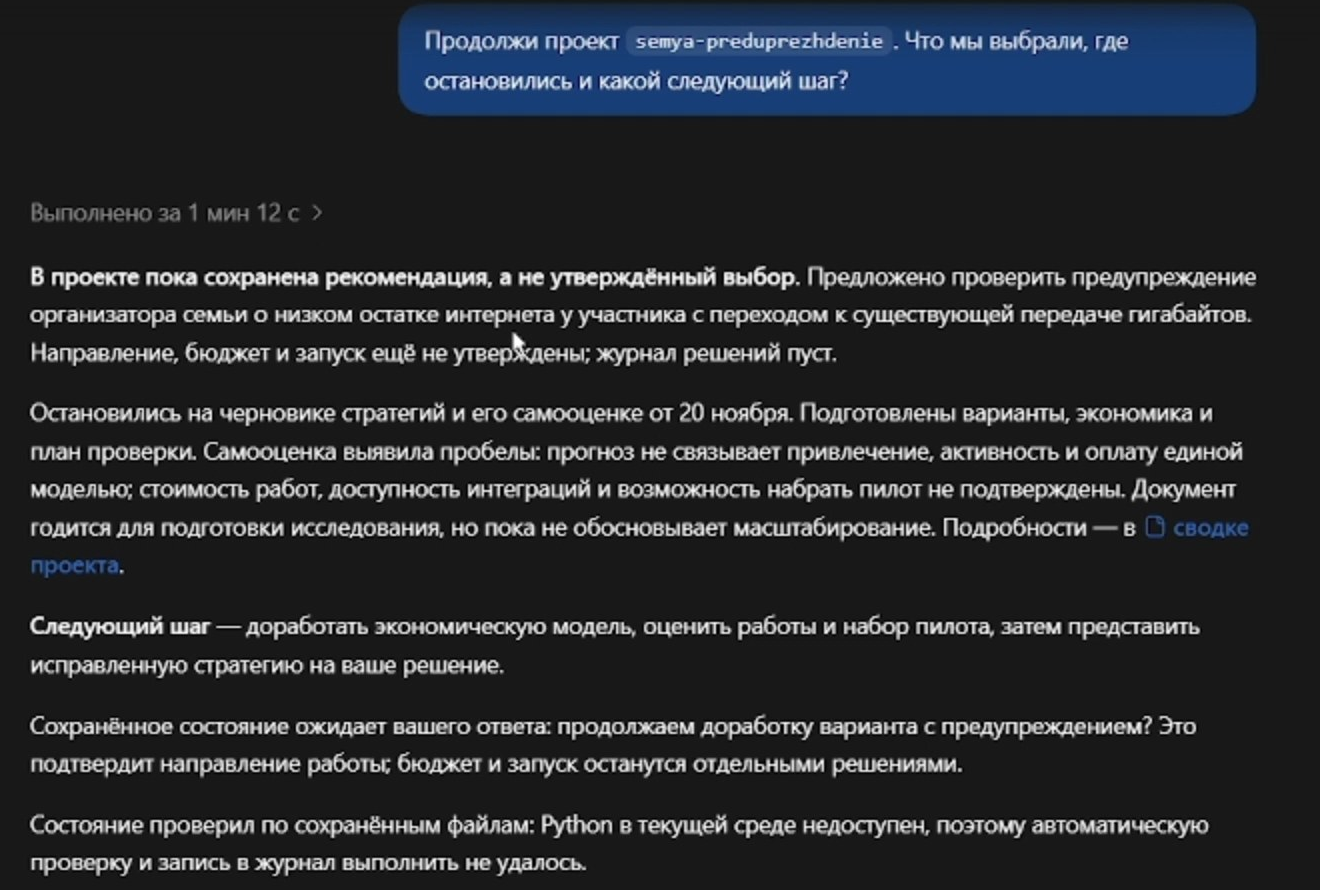 Продолжи проект semya-preduprezhdenie. Что мы выбрали, где
остановились и какой следующий шаг?
Выполнено за 1 мин 12 с >
В проекте пока сохранена рекомендация, а не утверждённый выбор. Предложено проверить предупреждение
организатора семьи о низком остатке интернета у участника с переходом к существующей передаче гигабайтов.
Направление, бюджет и запуск ещё не утверждены; журнал решений пуст.
Остановились на черновике стратегий и его самооценке от 20 ноября. Подготовлены варианты, экономика и
план проверки. Самооценка выявила пробелы: прогноз не связывает привлечение, активность и оплату единой
моделью; стоимость работ, доступность интеграций и возможность набрать пилот не подтверждены. Документ
годится для подготовки исследования, но пока не обосновывает масштабирование. Подробности — в сводке
проекта.
Следующий шаг — доработать экономическую модель, оценить работы и набор пилота, затем представить
исправленную стратегию на ваше решение.
Сохранённое состояние ожидает вашего ответа: продолжаем доработку варианта с предупреждением? Это
подтвердит направление работы; бюджет и запуск останутся отдельными решениями.
Состояние проверил по сохранённым файлам: Python в текущей среде недоступен, поэтому автоматическую
проверку и запись в журнал выполнить не удалось.